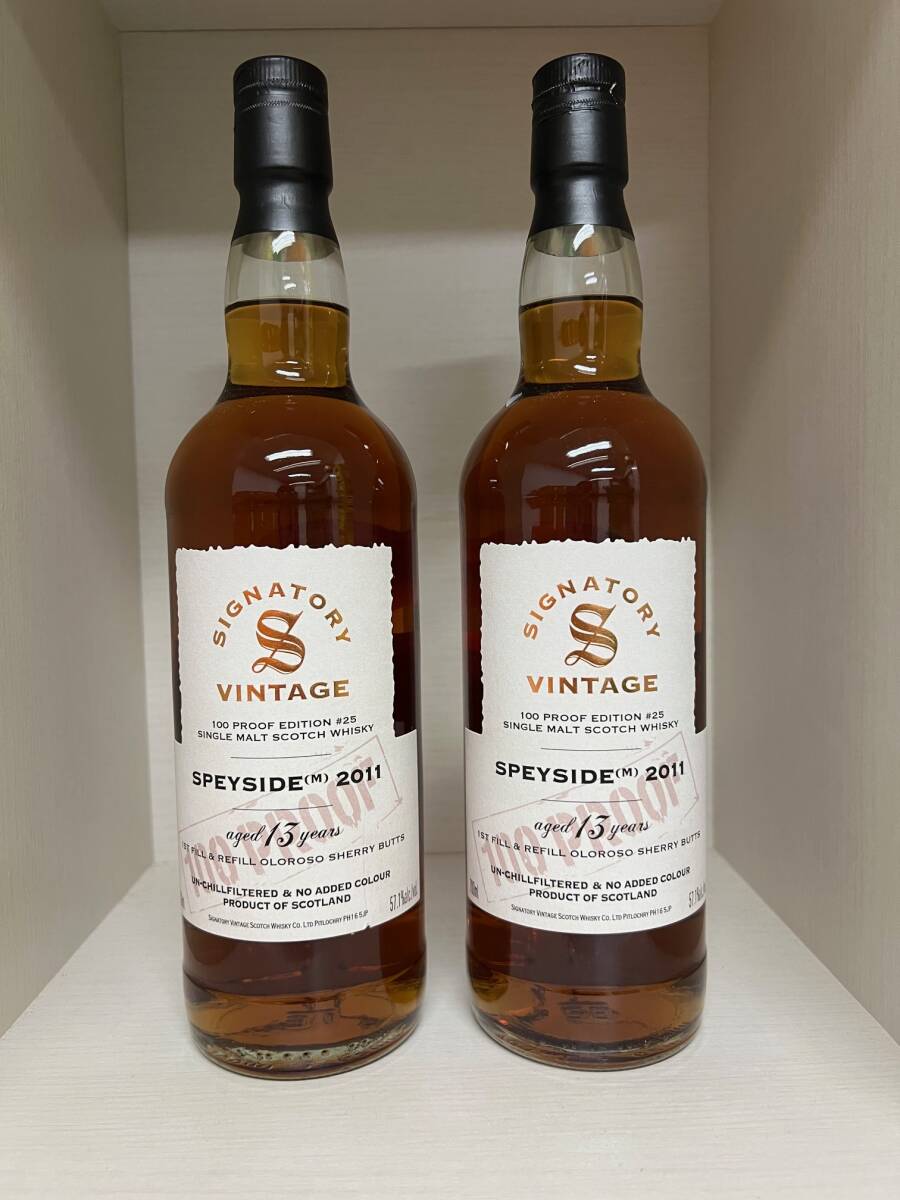 SIGNATORY
S
VINTAGE
100 PROOF EDITION #25
SINGLE MALT SCOTCH WHISKY
SPEYSIDE(M) 2011
100 PROOF
aged 13 years
1ST FILL & REFILL OLOROSO SHERRY BUTTS
UN-CHILLFILTERED & NO ADDED COLOUR
PRODUCT OF SCOTLAND
57.1%alc./vol.
SIGNATORY VINTAGE SCOTCH WHISKY CO. LTD PITLOCHRY PH16 5JP
SIGNATORY
S
VINTAGE
100 PROOF EDITION #25
SINGLE MALT SCOTCH WHISKY
SPEYSIDE(M) 2011
100 PROOF
aged 13 years
1ST FILL & REFILL OLOROSO SHERRY BUTTS
UN-CHILLFILTERED & NO ADDED COLOUR
PRODUCT OF SCOTLAND
700ml
57.1%alc
SIGNATORY VINTAGE SCOTCH WHISKY CO. LTD PITLOCHRY PH16 5JP